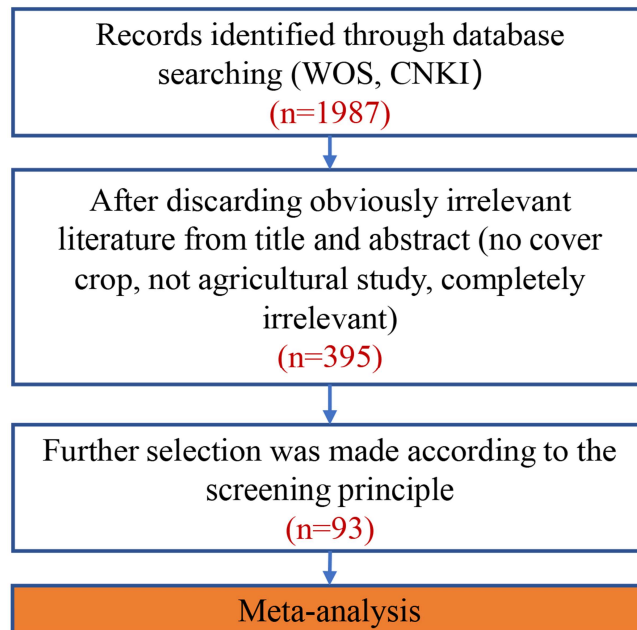 Records identified through database
searching (WOS, CNKI)
(n=1987)
After discarding obviously irrelevant
literature from title and abstract (no cover
crop, not agricultural study, completely
irrelevant)
(n=395)
Further selection was made according to the
screening principle
(n=93)
Meta-analysis